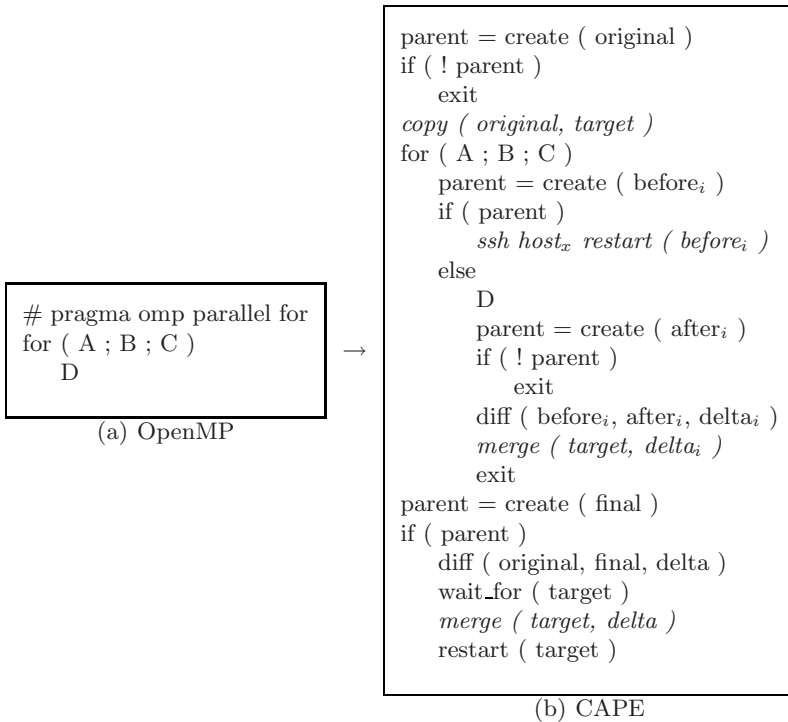 # pragma omp parallel for
for ( A ; B ; C )
D
(a) OpenMP
→
parent = create ( original )
if ( ! parent )
exit
copy ( original, target )
for ( A ; B ; C )
parent = create ( beforeᵢ )
if ( parent )
ssh hostₓ restart ( beforeᵢ )
else
D
parent = create ( afterᵢ )
if ( ! parent )
exit
diff ( beforeᵢ, afterᵢ, deltaᵢ )
merge ( target, deltaᵢ )
exit
parent = create ( final )
if ( parent )
diff ( original, final, delta )
wait_for ( target )
merge ( target, delta )
restart ( target )
(b) CAPE